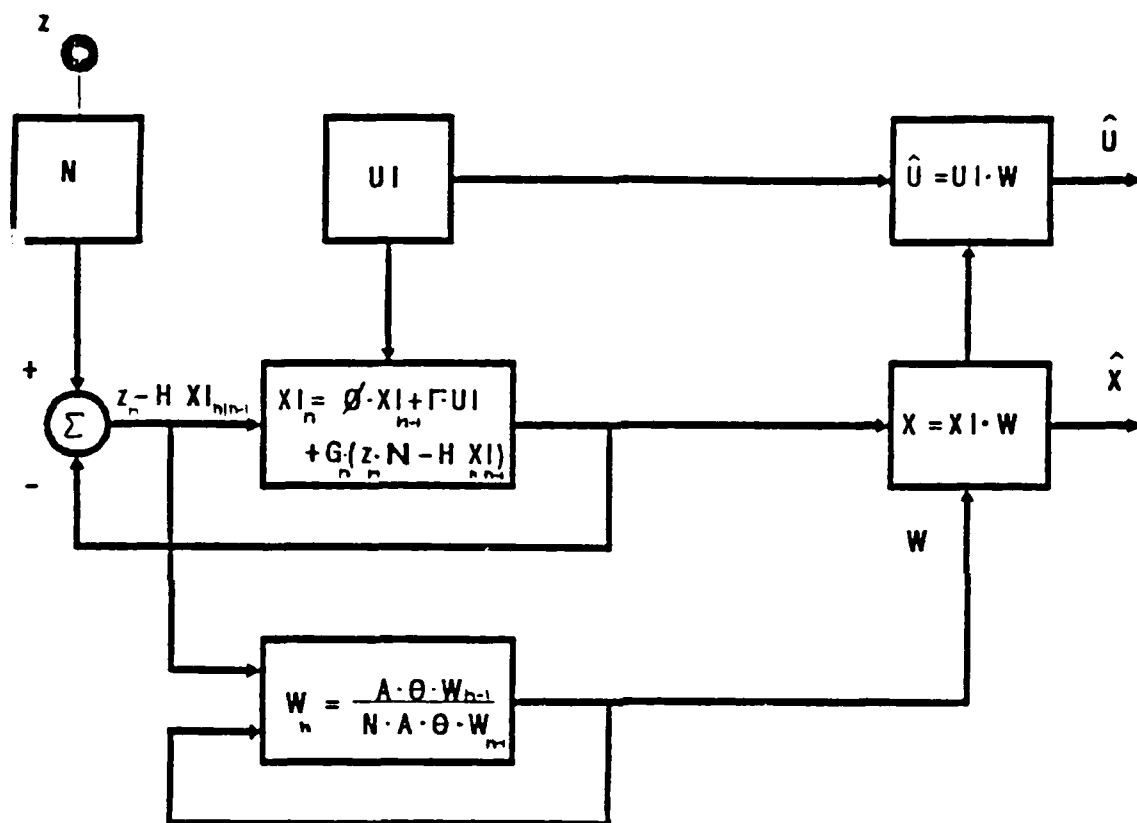 z
N
UI
Û = UI · W
Û
+
Σ
-
z_n - H XI_n|n-1
XI_n = Ø · XI_n-1 + Γ · UI
+ G_n · (z_n · N - H XI_n|n-1)
X = XI · W
X̂
W
W_n = A · θ · W_n-1
N · A · θ · W_n-1